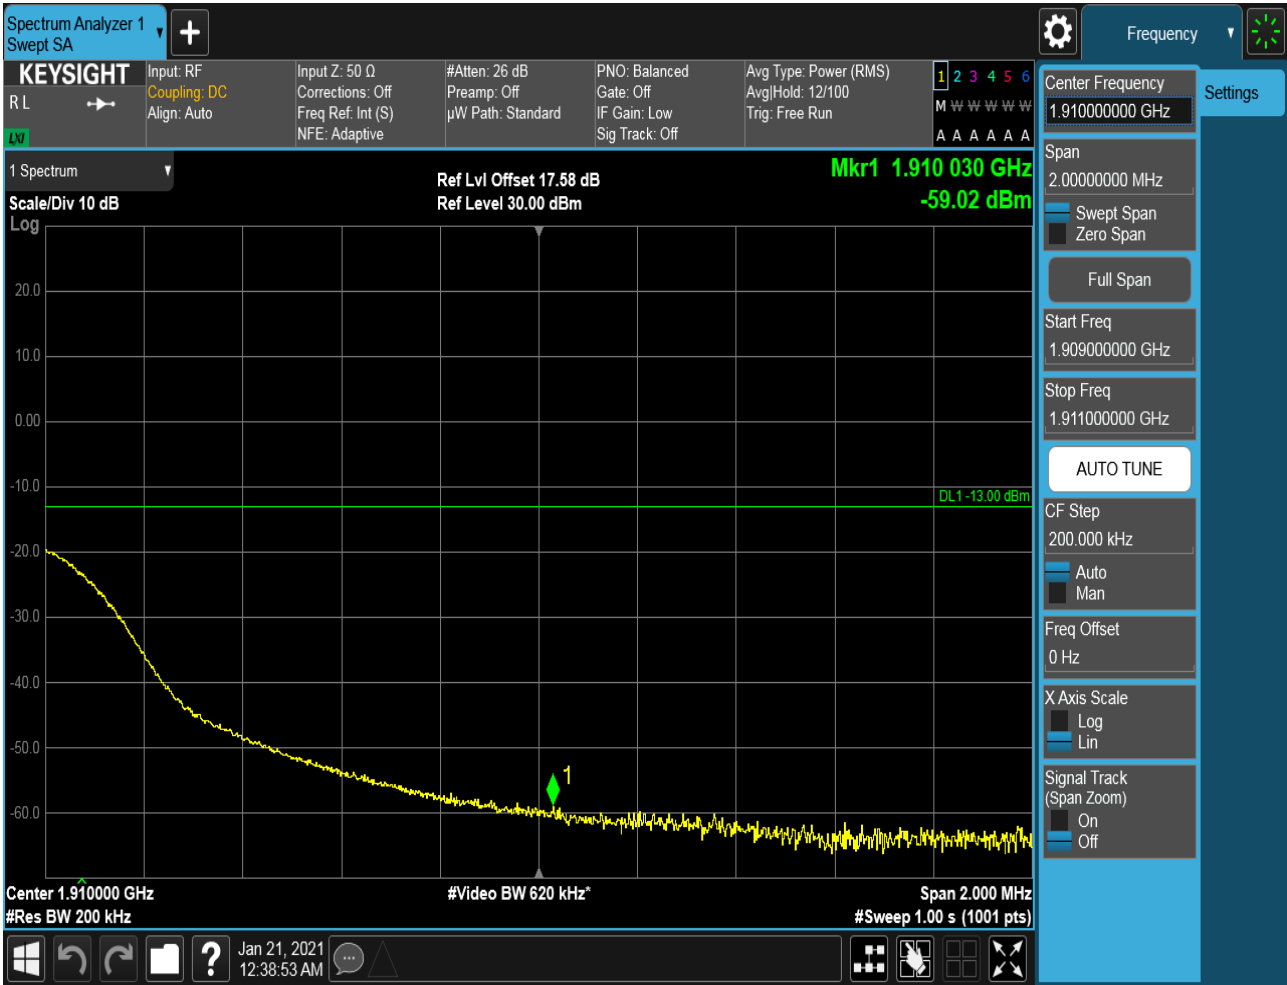 Spectrum Analyzer 1
Swept SA
Frequency
KEYSIGHT
R L
LXI
Input: RF
Coupling: DC
Align: Auto
Input Z: 50 Ω
Corrections: Off
Freq Ref: Int (S)
NFE: Adaptive
#Atten: 26 dB
Preamp: Off
µW Path: Standard
PNO: Balanced
Gate: Off
IF Gain: Low
Sig Track: Off
Avg Type: Power (RMS)
Avg|Hold: 12/100
Trig: Free Run
1 2 3 4 5 6
M W W W W W
A A A A A A
1 Spectrum
Scale/Div 10 dB
Log
Ref Lvl Offset 17.58 dB
Ref Level 30.00 dBm
Mkr1 1.910 030 GHz
-59.02 dBm
20.0
10.0
0.00
-10.0
-20.0
-30.0
-40.0
-50.0
-60.0
DL1 -13.00 dBm
1
Center 1.910000 GHz
#Res BW 200 kHz
#Video BW 620 kHz*
Span 2.000 MHz
#Sweep 1.00 s (1001 pts)
Center Frequency
1.910000000 GHz
Settings
Span
2.00000000 MHz
Swept Span
Zero Span
Full Span
Start Freq
1.909000000 GHz
Stop Freq
1.911000000 GHz
AUTO TUNE
CF Step
200.000 kHz
Auto
Man
Freq Offset
0 Hz
X Axis Scale
Log
Lin
Signal Track
(Span Zoom)
On
Off
?
Jan 21, 2021
12:38:53 AM